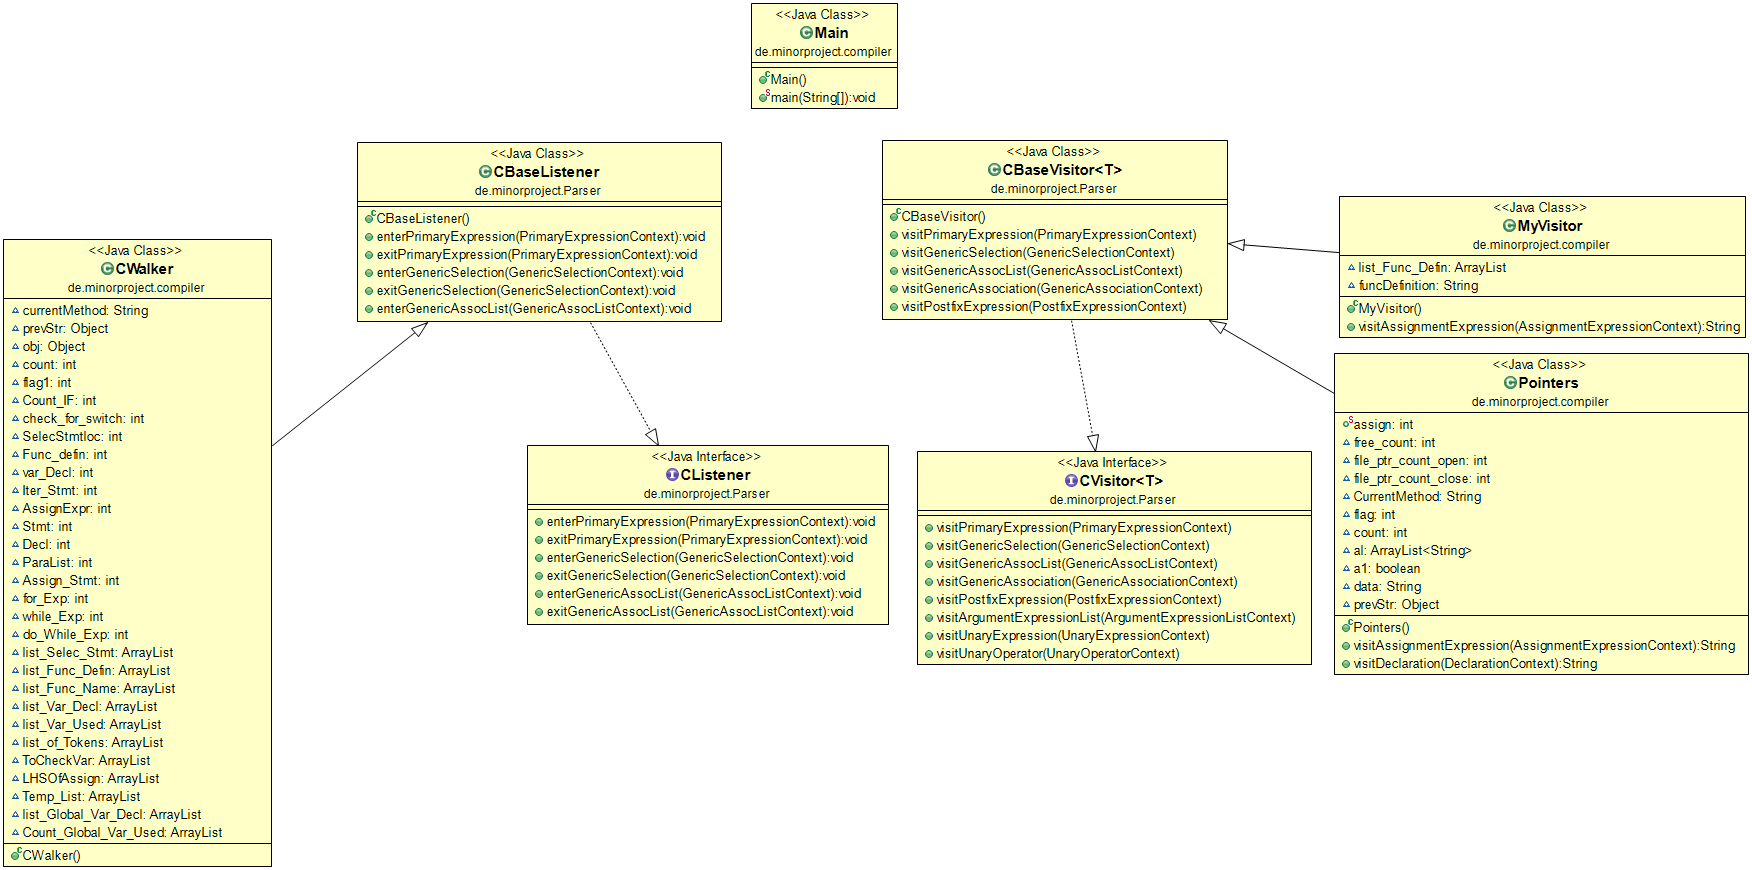 <<Java Class>>
Main
de.minorproject.compiler
Main()
main(String[]):void
<<Java Class>>
CBaseListener
de.minorproject.Parser
CBaseListener()
enterPrimaryExpression(PrimaryExpressionContext):void
exitPrimaryExpression(PrimaryExpressionContext):void
enterGenericSelection(GenericSelectionContext):void
exitGenericSelection(GenericSelectionContext):void
enterGenericAssocList(GenericAssocListContext):void
<<Java Class>>
CBaseVisitor<T>
de.minorproject.Parser
CBaseVisitor()
visitPrimaryExpression(PrimaryExpressionContext)
visitGenericSelection(GenericSelectionContext)
visitGenericAssocList(GenericAssocListContext)
visitGenericAssociation(GenericAssociationContext)
visitPostfixExpression(PostfixExpressionContext)
<<Java Class>>
MyVisitor
de.minorproject.compiler
list_Func_Defin: ArrayList
funcDefinition: String
MyVisitor()
visitAssignmentExpression(AssignmentExpressionContext):String
<<Java Class>>
CWalker
de.minorproject.compiler
currentMethod: String
prevStr: Object
obj: Object
count: int
flag1: int
Count_IF: int
check_for_switch: int
SelecStmtloc: int
Func_defin: int
var_Decl: int
Iter_Stmt: int
AssignExpr: int
Stmt: int
Decl: int
ParaList: int
Assign_Stmt: int
for_Exp: int
while_Exp: int
do_While_Exp: int
list_Selec_Stmt: ArrayList
list_Func_Defin: ArrayList
list_Func_Name: ArrayList
list_Var_Decl: ArrayList
list_Var_Used: ArrayList
list_of_Tokens: ArrayList
ToCheckVar: ArrayList
LHSOfAssign: ArrayList
Temp_List: ArrayList
list_Global_Var_Decl: ArrayList
Count_Global_Var_Used: ArrayList
CWalker()
<<Java Interface>>
CListener
de.minorproject.Parser
enterPrimaryExpression(PrimaryExpressionContext):void
exitPrimaryExpression(PrimaryExpressionContext):void
enterGenericSelection(GenericSelectionContext):void
exitGenericSelection(GenericSelectionContext):void
enterGenericAssocList(GenericAssocListContext):void
exitGenericAssocList(GenericAssocListContext):void
<<Java Interface>>
CVisitor<T>
de.minorproject.Parser
visitPrimaryExpression(PrimaryExpressionContext)
visitGenericSelection(GenericSelectionContext)
visitGenericAssocList(GenericAssocListContext)
visitGenericAssociation(GenericAssociationContext)
visitPostfixExpression(PostfixExpressionContext)
visitArgumentExpressionList(ArgumentExpressionListContext)
visitUnaryExpression(UnaryExpressionContext)
visitUnaryOperator(UnaryOperatorContext)
<<Java Class>>
Pointers
de.minorproject.compiler
assign: int
free_count: int
file_ptr_count_open: int
file_ptr_count_close: int
CurrentMethod: String
flag: int
count: int
al: ArrayList<String>
a1: boolean
data: String
prevStr: Object
Pointers()
visitAssignmentExpression(AssignmentExpressionContext):String
visitDeclaration(DeclarationContext):String